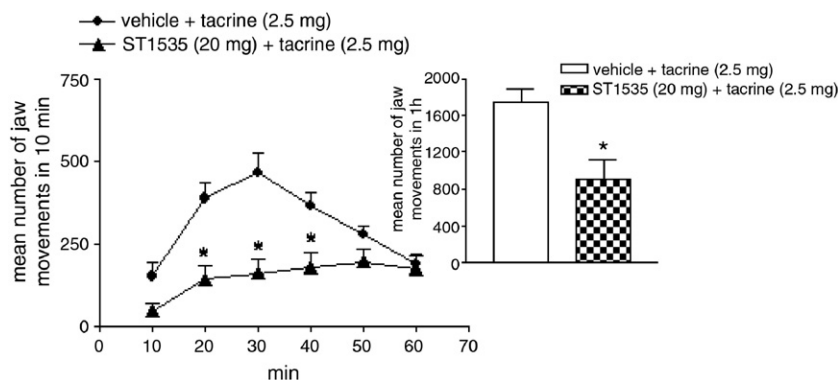 vehicle + tacrine (2.5 mg)
ST1535 (20 mg) + tacrine (2.5 mg)
mean number of jaw
movements in 10 min
750
500
250
0
* * *
0 10 20 30 40 50 60 70
min
vehicle + tacrine (2.5 mg)
ST1535 (20 mg) + tacrine (2.5 mg)
mean number of jaw
movements in 1h
2000
1600
1200
800
400
0
*